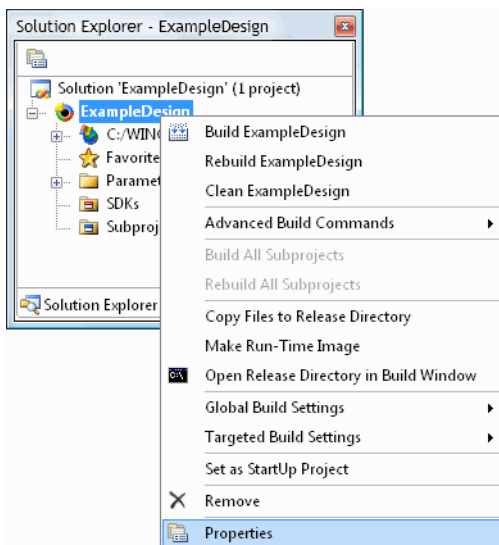 Solution Explorer - ExampleDesign
Solution 'ExampleDesign' (1 project)
ExampleDesign
C:/WINC
Favorite
Paramet
SDKs
Subproj
Solution Explorer
Build ExampleDesign
Rebuild ExampleDesign
Clean ExampleDesign
Advanced Build Commands
Build All Subprojects
Rebuild All Subprojects
Copy Files to Release Directory
Make Run-Time Image
Open Release Directory in Build Window
Global Build Settings
Targeted Build Settings
Set as StartUp Project
Remove
Properties